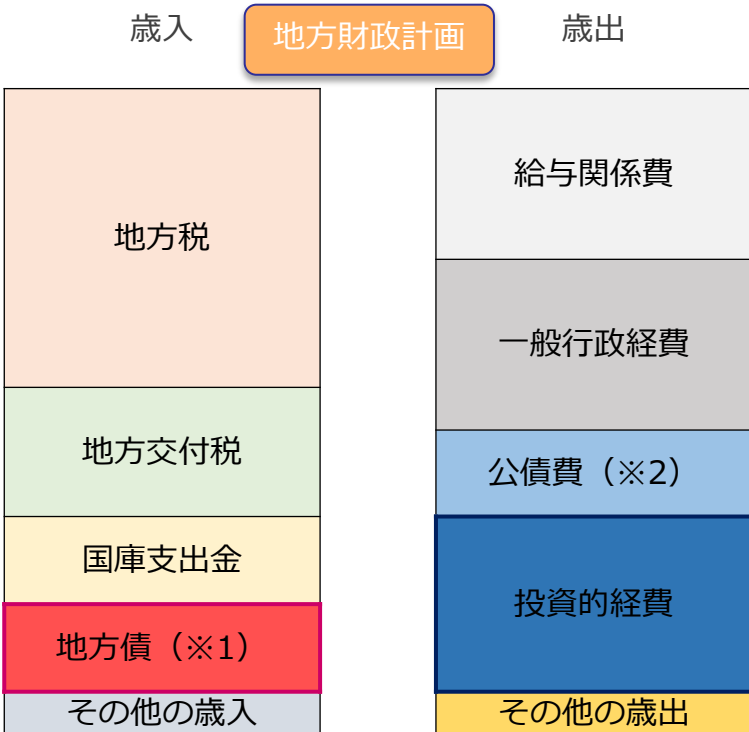 歳入
地方財政計画
歳出
地方税
地方交付税
国庫支出金
地方債（※1）
その他の歳入
給与関係費
一般行政経費
公債費（※2）
投資的経費
その他の歳出